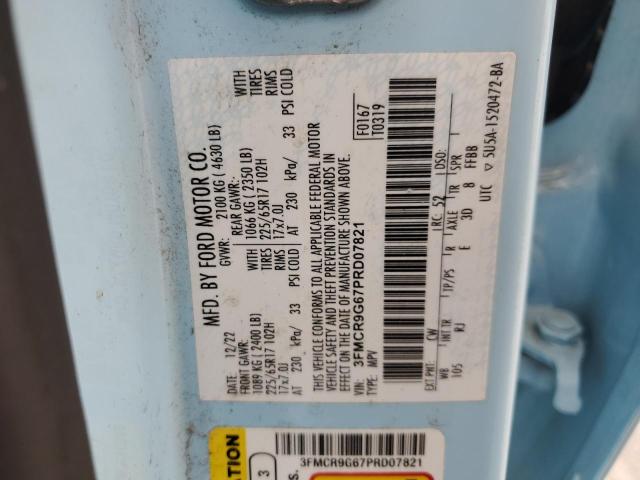 MFD. BY FORD MOTOR CO.
DATE: 12/22
GVWR: 2100 KG ( 4630 LB)
FRONT GAWR: 1089 KG ( 2400 LB)
REAR GAWR: 1066 KG ( 2350 LB)
225/65R17 102H WITH TIRES
17x7.0J RIMS
AT 230 kPa/ 33 PSI COLD
225/65R17 102H WITH TIRES
17x7.0J RIMS
AT 230 kPa/ 33 PSI COLD
THIS VEHICLE CONFORMS TO ALL APPLICABLE FEDERAL MOTOR
VEHICLE SAFETY AND THEFT PREVENTION STANDARDS IN
EFFECT ON THE DATE OF MANUFACTURE SHOWN ABOVE.
VIN: 3FMCR9G67PRD07821
TYPE: MPV
F0167
T0319
EXT PNT: CW RC: 52 DSO:
WB TP/PS R AXLE TR SPR
105 RJ E 3D 8 FFBB
UTC ▽ 5U5A-1520472-BA
3FMCR9G67PRD07821
3